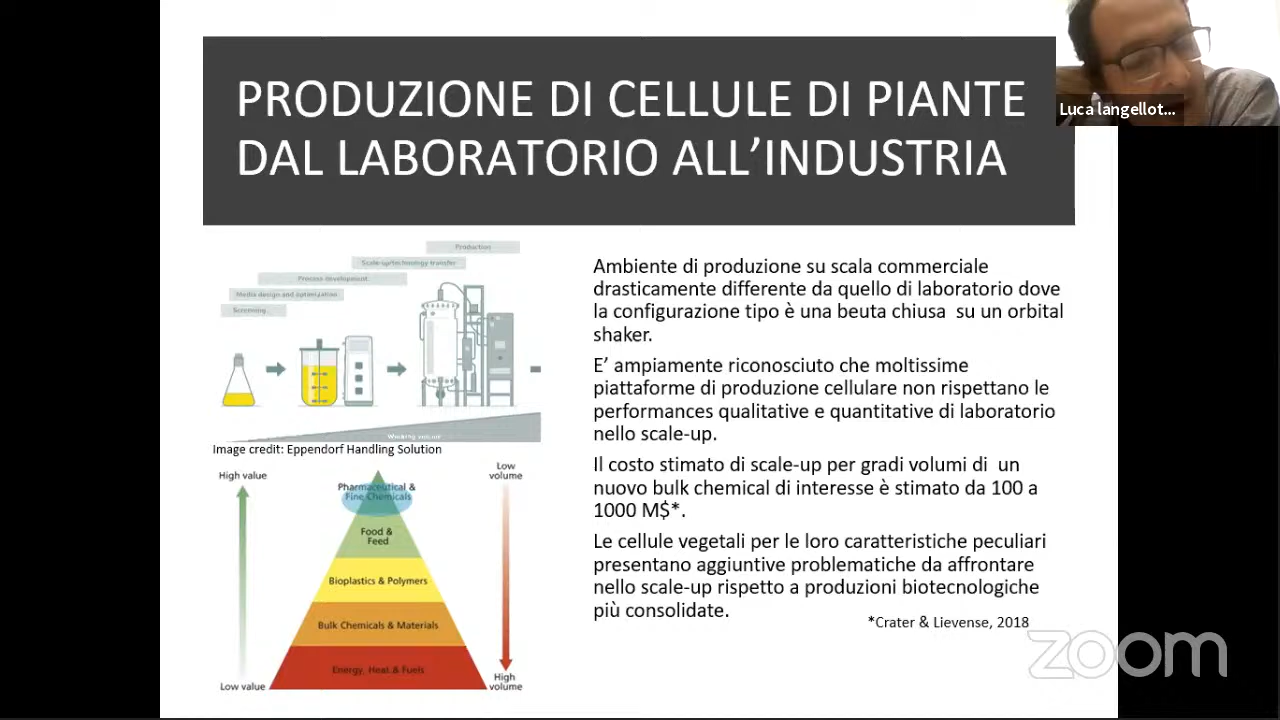 PRODUZIONE DI CELLULE DI PIANTE
DAL LABORATORIO ALL’INDUSTRIA
Luca langellot...
Production
Scale-up/technology transfer
Process development
Media design and optimization
Screening
Working volume
Image credit: Eppendorf Handling Solution
High value
Low
volume
Pharmaceutical &
Fine Chemicals
Food &
Feed
Bioplastics & Polymers
Bulk Chemicals & Materials
Energy, Heat & Fuels
Low value
High
volume
Ambiente di produzione su scala commerciale
drasticamente differente da quello di laboratorio dove
la configurazione tipo è una beuta chiusa su un orbital
shaker.
E’ ampiamente riconosciuto che moltissime
piattaforme di produzione cellulare non rispettano le
performances qualitative e quantitative di laboratorio
nello scale-up.
Il costo stimato di scale-up per gradi volumi di un
nuovo bulk chemical di interesse è stimato da 100 a
1000 M$*.
Le cellule vegetali per le loro caratteristiche peculiari
presentano aggiuntive problematiche da affrontare
nello scale-up rispetto a produzioni biotecnologiche
più consolidate.
*Crater & Lievense, 2018
zoom